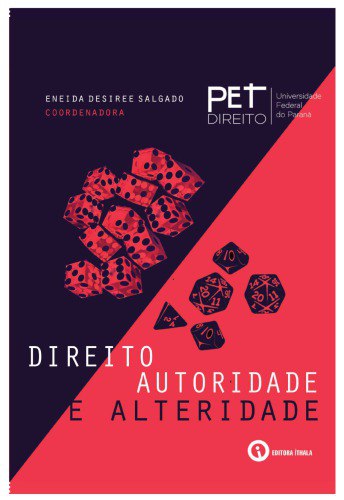 ENEIDA DESIREE SALGADO
COORDENADORA
PET
DIREITO
Universidade
Federal
do Paraná
DIREITO
AUTORIDADE
E ALTERIDADE
EDITORA ÍTHALA